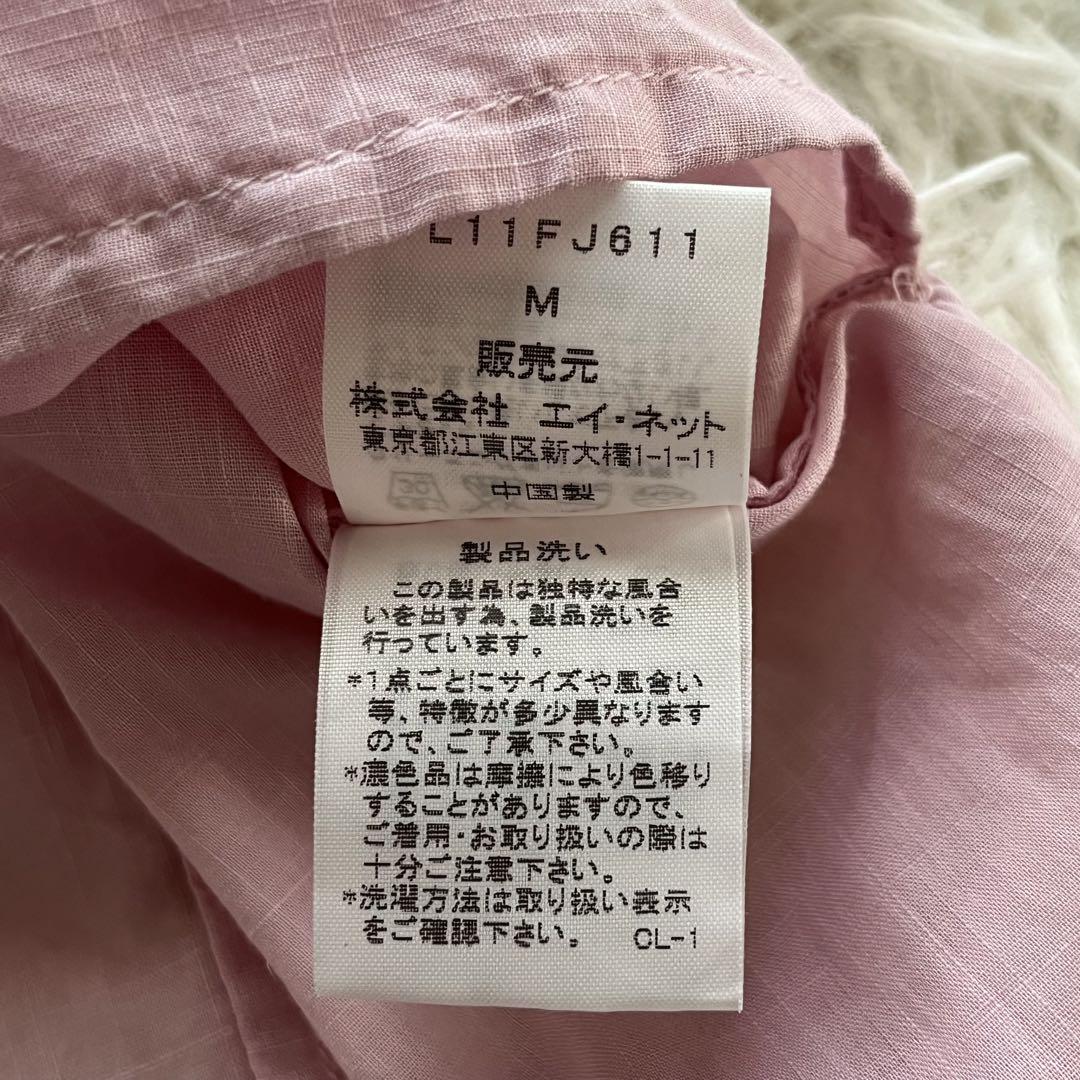 L11FJ611
M
販売元
株式会社 エイ・ネット
東京都江東区新大橋1-1-11
中国製
製品洗い
この製品は独特な風合
いを出す為、製品洗いを
行っています。
*1点ごとにサイズや風合い
等、特徴が多少異なります
ので、ご了承下さい。
*濃色品は摩擦により色移り
することがありますので、
ご着用・お取り扱いの際は
十分ご注意下さい。
*洗濯方法は取り扱い表示
をご確認下さい。 CL-1